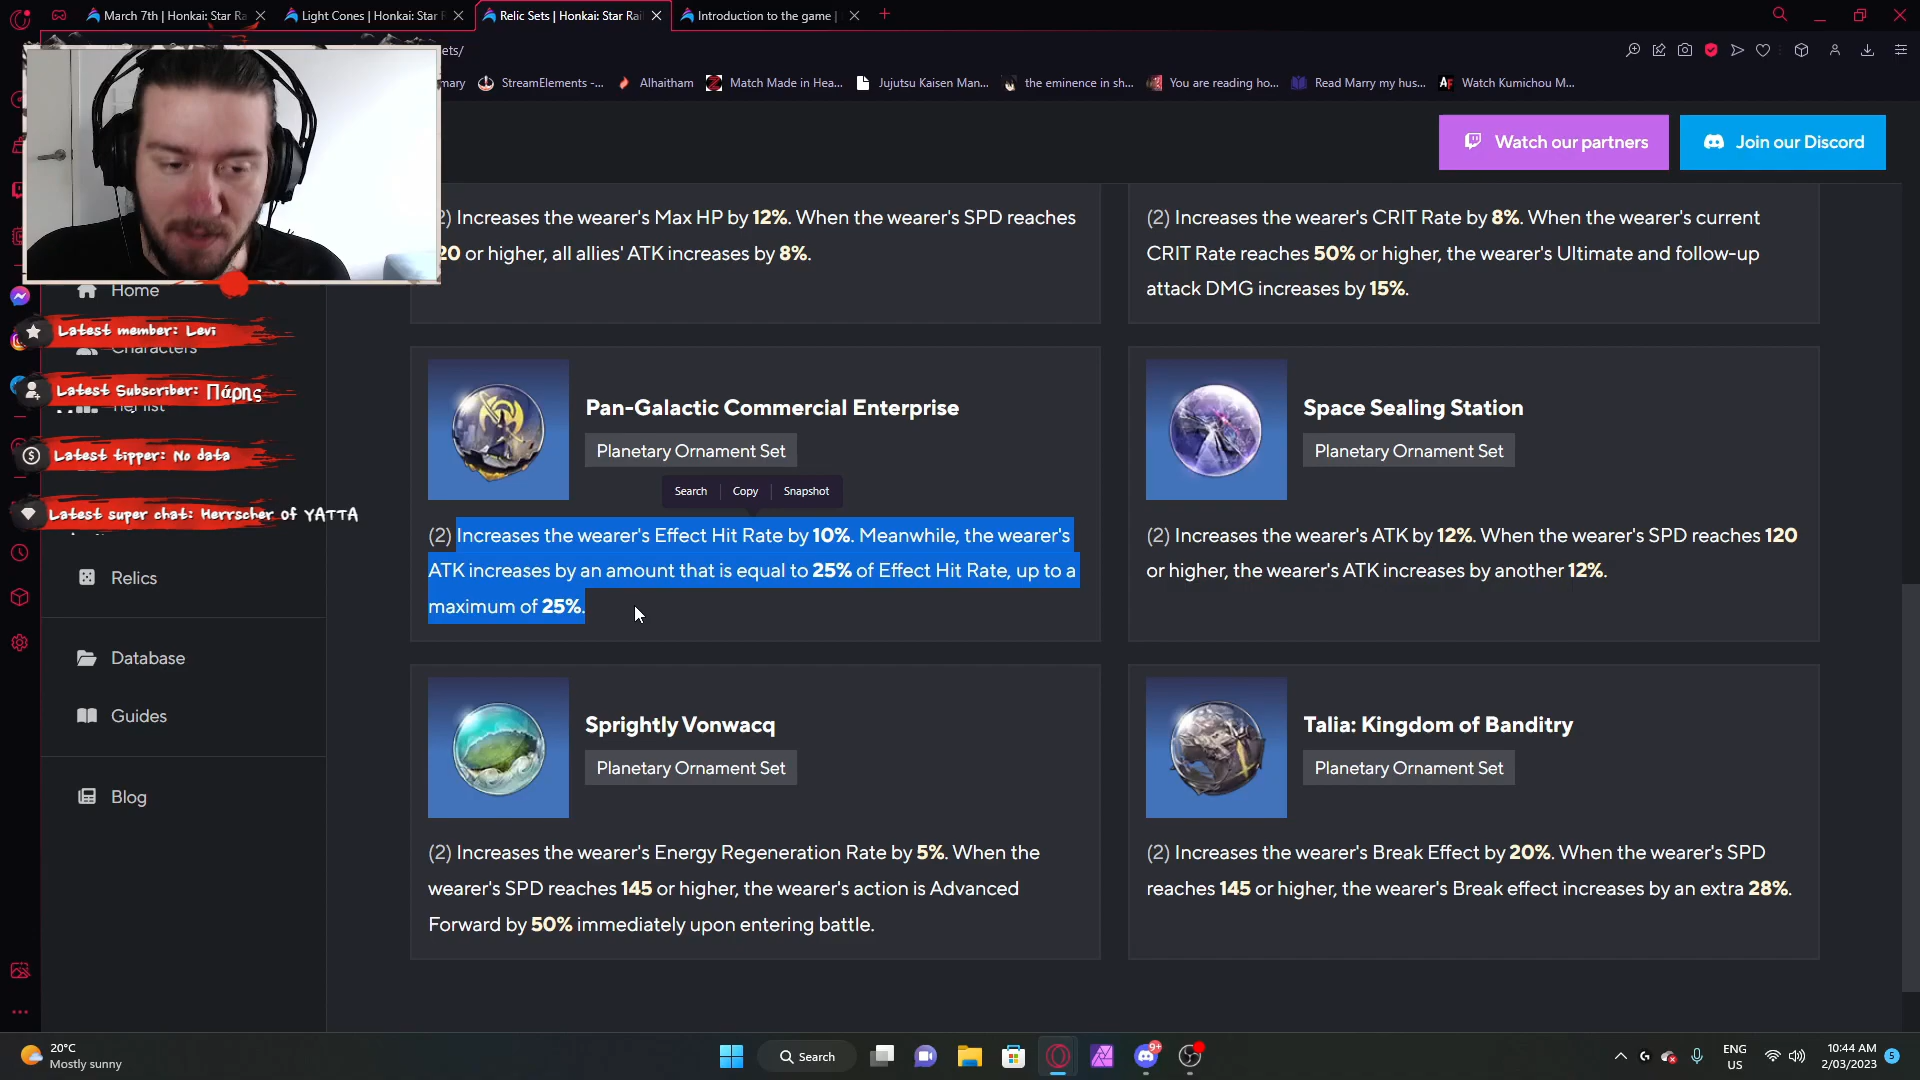 March 7th | Honkai: Star Ra
Light Cones | Honkai: Star R
Relic Sets | Honkai: Star Rai
Introduction to the game |
ets/
mary
StreamElements -...
Alhaitham
Match Made in Hea...
Jujutsu Kaisen Man...
the eminence in sh...
You are reading ho...
Read Marry my hus...
AF
Watch Kumichou M...
Watch our partners
Join our Discord
2) Increases the wearer's Max HP by 12%. When the wearer's SPD reaches
20 or higher, all allies' ATK increases by 8%.
(2) Increases the wearer's CRIT Rate by 8%. When the wearer's current
CRIT Rate reaches 50% or higher, the wearer's Ultimate and follow-up
attack DMG increases by 15%.
Home
Latest member: Levi
Characters
Latest Subscriber: Πάρης
Tier list
Latest tipper: No data
Latest super chat: Herrscher of YATTA
Relics
Database
Guides
Blog
Pan-Galactic Commercial Enterprise
Planetary Ornament Set
Search
Copy
Snapshot
(2) Increases the wearer's Effect Hit Rate by 10%. Meanwhile, the wearer's
ATK increases by an amount that is equal to 25% of Effect Hit Rate, up to a
maximum of 25%.
Space Sealing Station
Planetary Ornament Set
(2) Increases the wearer's ATK by 12%. When the wearer's SPD reaches 120
or higher, the wearer's ATK increases by another 12%.
Sprightly Vonwacq
Planetary Ornament Set
(2) Increases the wearer's Energy Regeneration Rate by 5%. When the
wearer's SPD reaches 145 or higher, the wearer's action is Advanced
Forward by 50% immediately upon entering battle.
Talia: Kingdom of Banditry
Planetary Ornament Set
(2) Increases the wearer's Break Effect by 20%. When the wearer's SPD
reaches 145 or higher, the wearer's Break effect increases by an extra 28%.
20°C
Mostly sunny
Search
9+
ENG
US
10:44 AM
2/03/2023
5